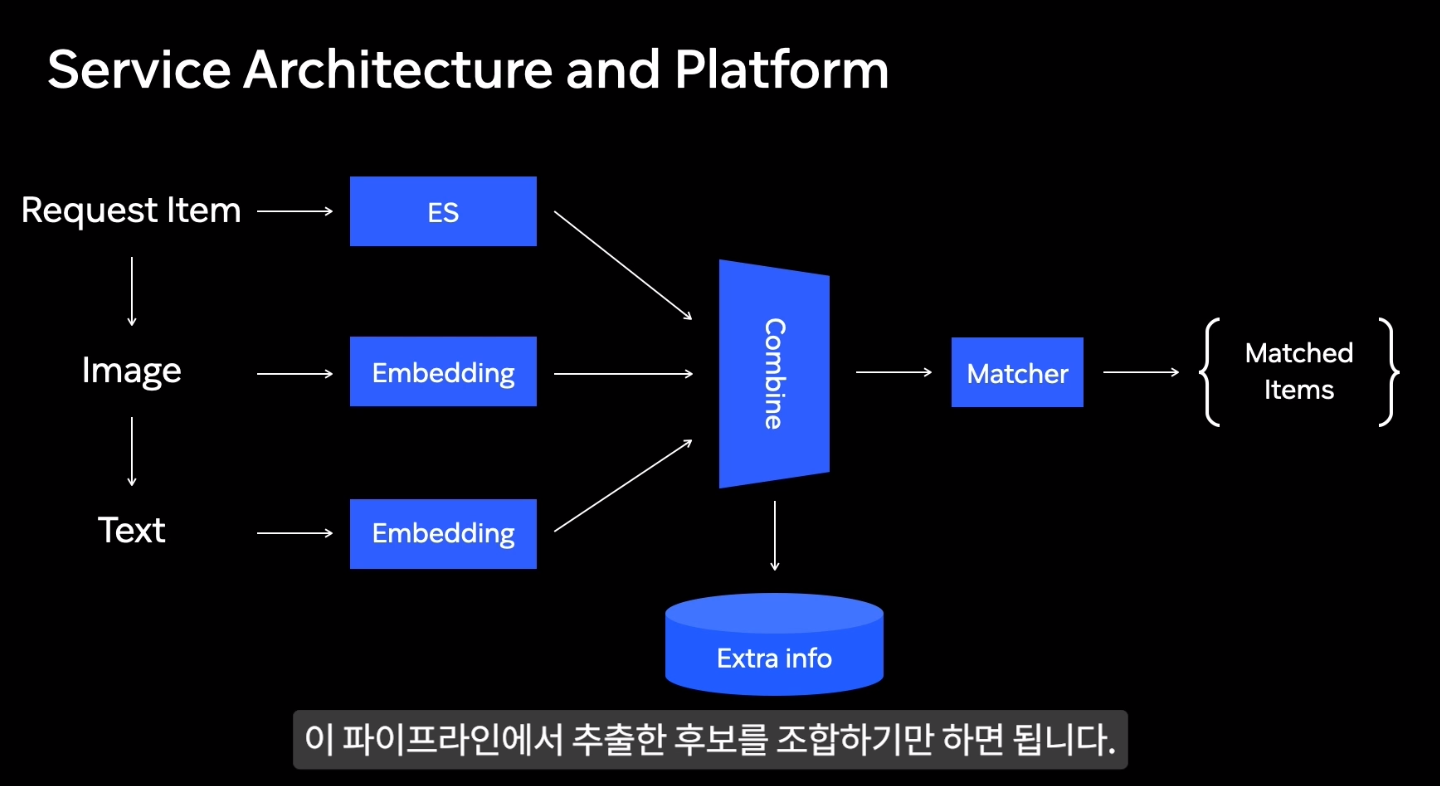 Service Architecture and Platform
Request Item
ES
Image
Embedding
Text
Embedding
Combine
Matcher
Matched
Items
Extra info
이 파이프라인에서 추출한 후보를 조합하기만 하면 됩니다.